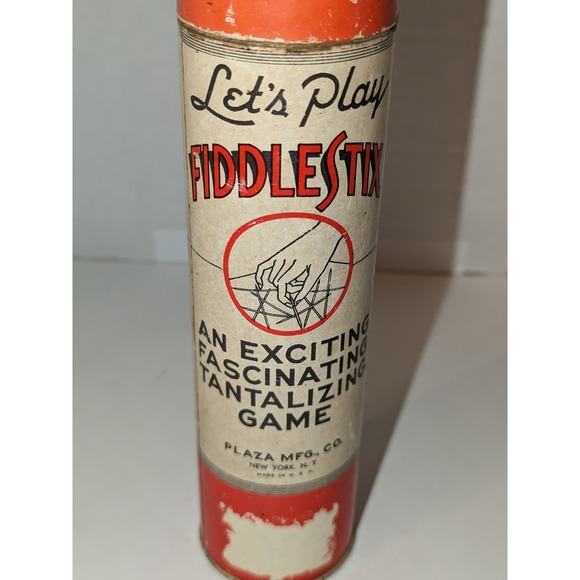 Let's Play
FIDDLESTIX
AN EXCITING
FASCINATING
TANTALIZING
GAME
PLAZA MFG., CO.
NEW YORK, N. Y.
MADE IN U. S. A.